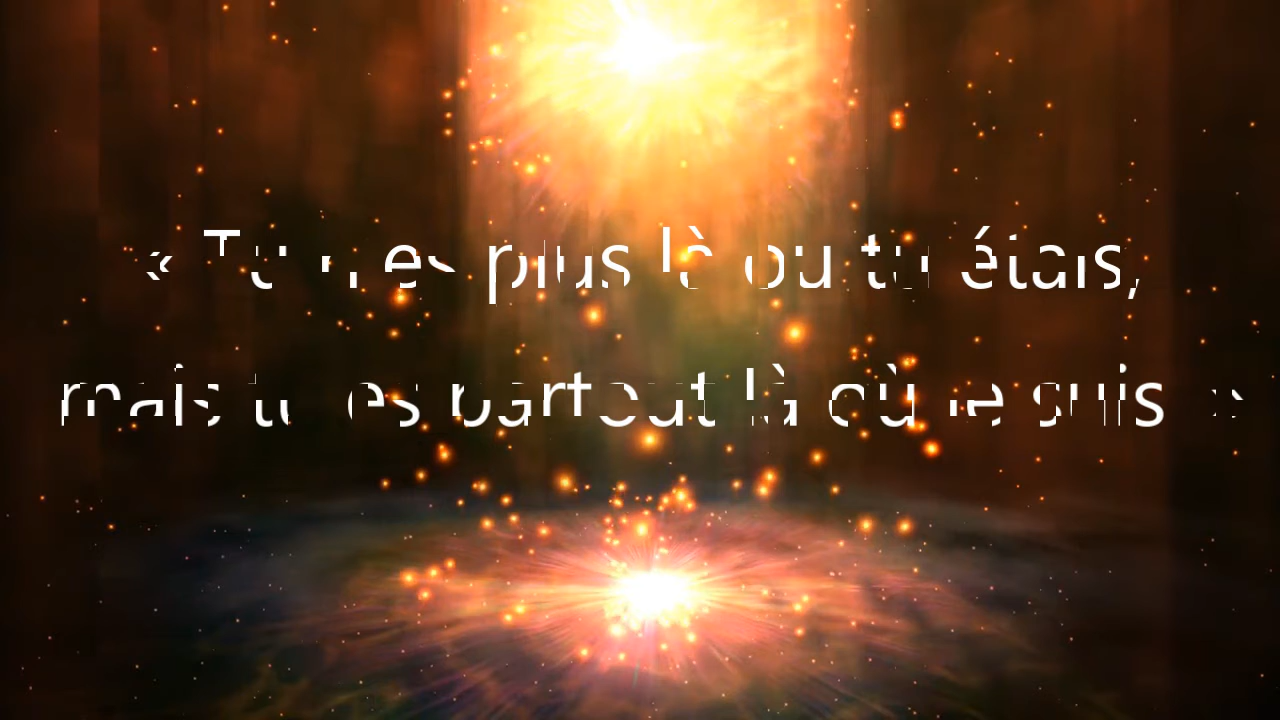 « Tu n'es plus là où tu étais,
mais tu es partout là où je suis »